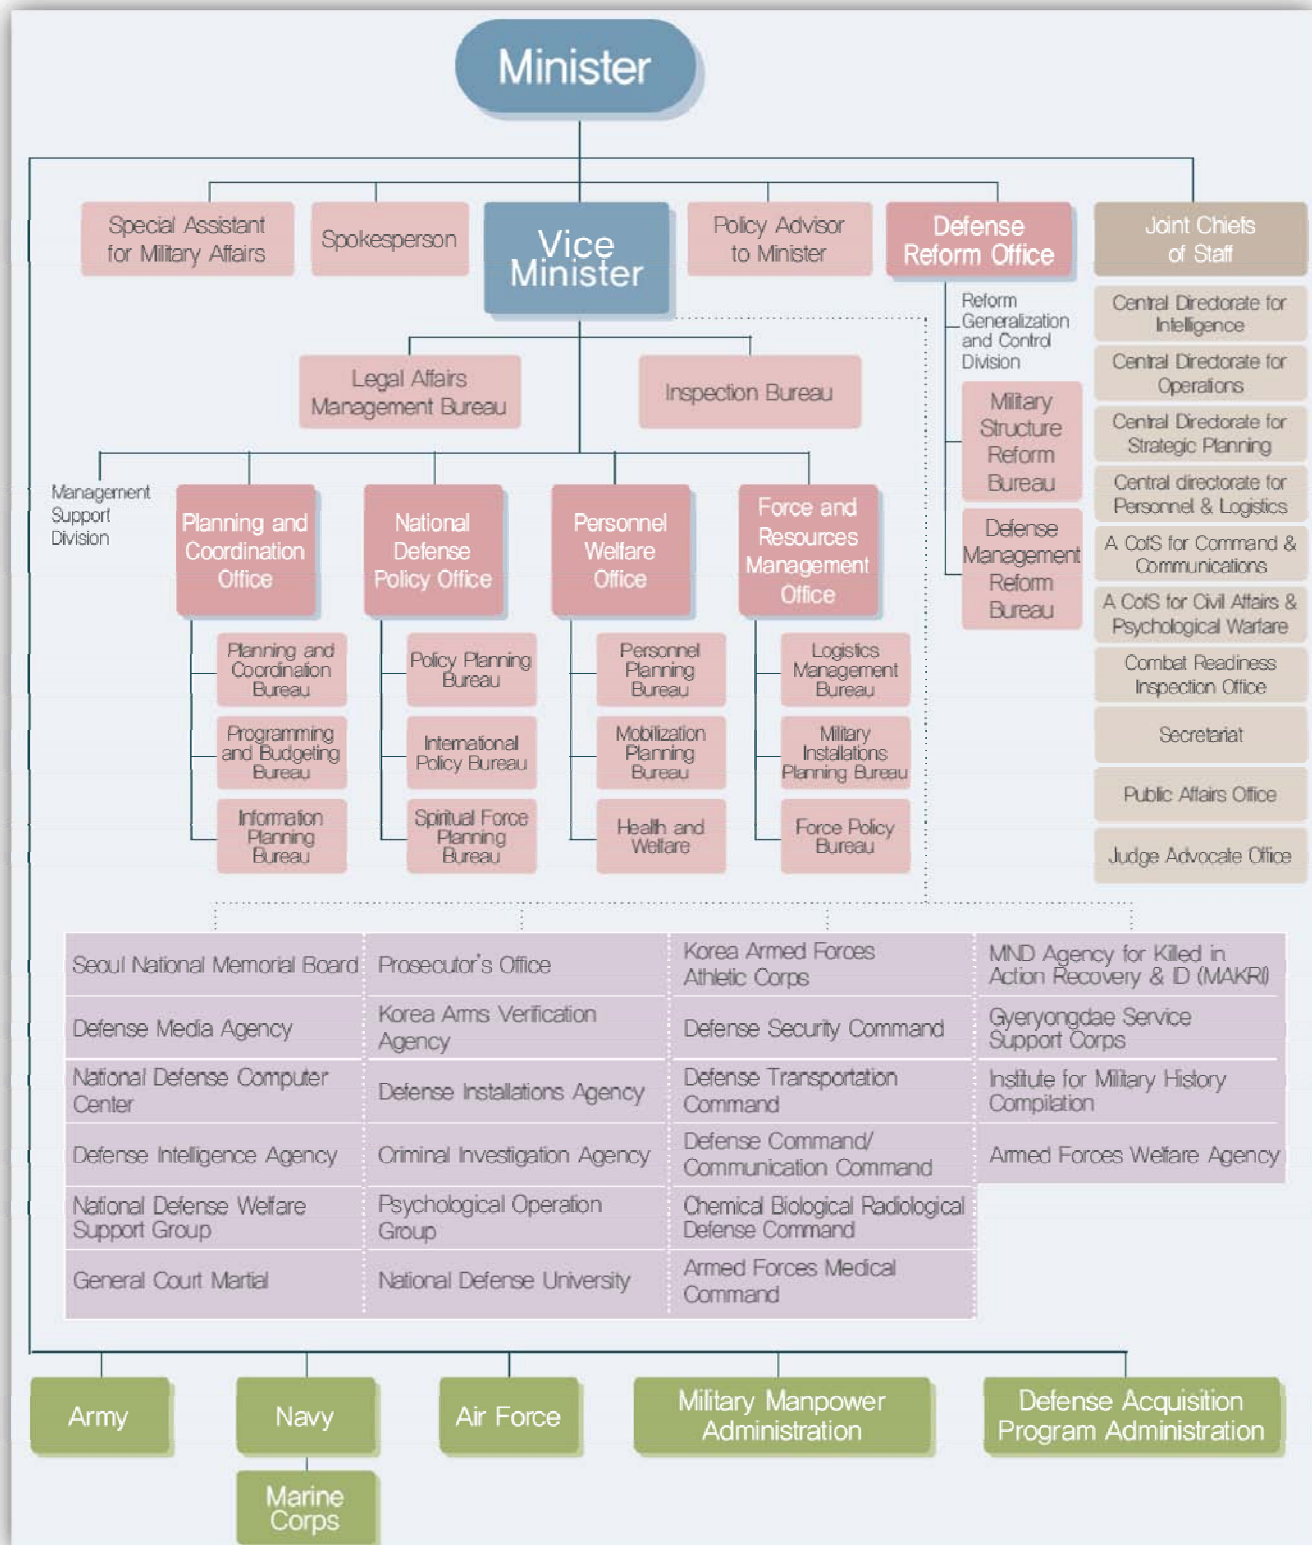 Minister
Special Assistant
for Military Affairs
Spokesperson
Vice
Minister
Policy Advisor
to Minister
Defense
Reform Office
Joint Chiefs
of Staff
Reform
Generalization
and Control
Division
Military
Structure
Reform
Bureau
Defense
Management
Reform
Bureau
Central Directorate for
Intelligence
Central Directorate for
Operations
Central Directorate for
Strategic Planning
Central directorate for
Personnel & Logistics
A CofS for Command &
Communications
A CofS for Civil Affairs &
Psychological Warfare
Combat Readiness
Inspection Office
Secretariat
Public Affairs Office
Judge Advocate Office
Legal Affairs
Management Bureau
Inspection Bureau
Management
Support
Division
Planning and
Coordination
Office
National
Defense
Policy Office
Personnel
Welfare
Office
Force and
Resources
Management
Office
Planning and
Coordination
Bureau
Programming
and Budgeting
Bureau
Information
Planning
Bureau
Policy Planning
Bureau
International
Policy Bureau
Spiritual Force
Planning
Bureau
Personnel
Planning
Bureau
Mobilization
Planning
Bureau
Health and
Welfare
Logistics
Management
Bureau
Military
Installations
Planning Bureau
Force Policy
Bureau
Seoul National Memorial Board
Defense Media Agency
National Defense Computer
Center
Defense Intelligence Agency
National Defense Welfare
Support Group
General Court Martial
Prosecutor's Office
Korea Arms Verification
Agency
Defense Installations Agency
Criminal Investigation Agency
Psychological Operation
Group
National Defense University
Korea Armed Forces
Athletic Corps
Defense Security Command
Defense Transportation
Command
Defense Command/
Communication Command
Chemical Biological Radiological
Defense Command
Armed Forces Medical
Command
MND Agency for Killed in
Action Recovery & ID (MAKRI)
Gyeryongdae Service
Support Corps
Institute for Military History
Compilation
Armed Forces Welfare Agency
Army
Navy
Air Force
Military Manpower
Administration
Defense Acquisition
Program Administration
Marine
Corps